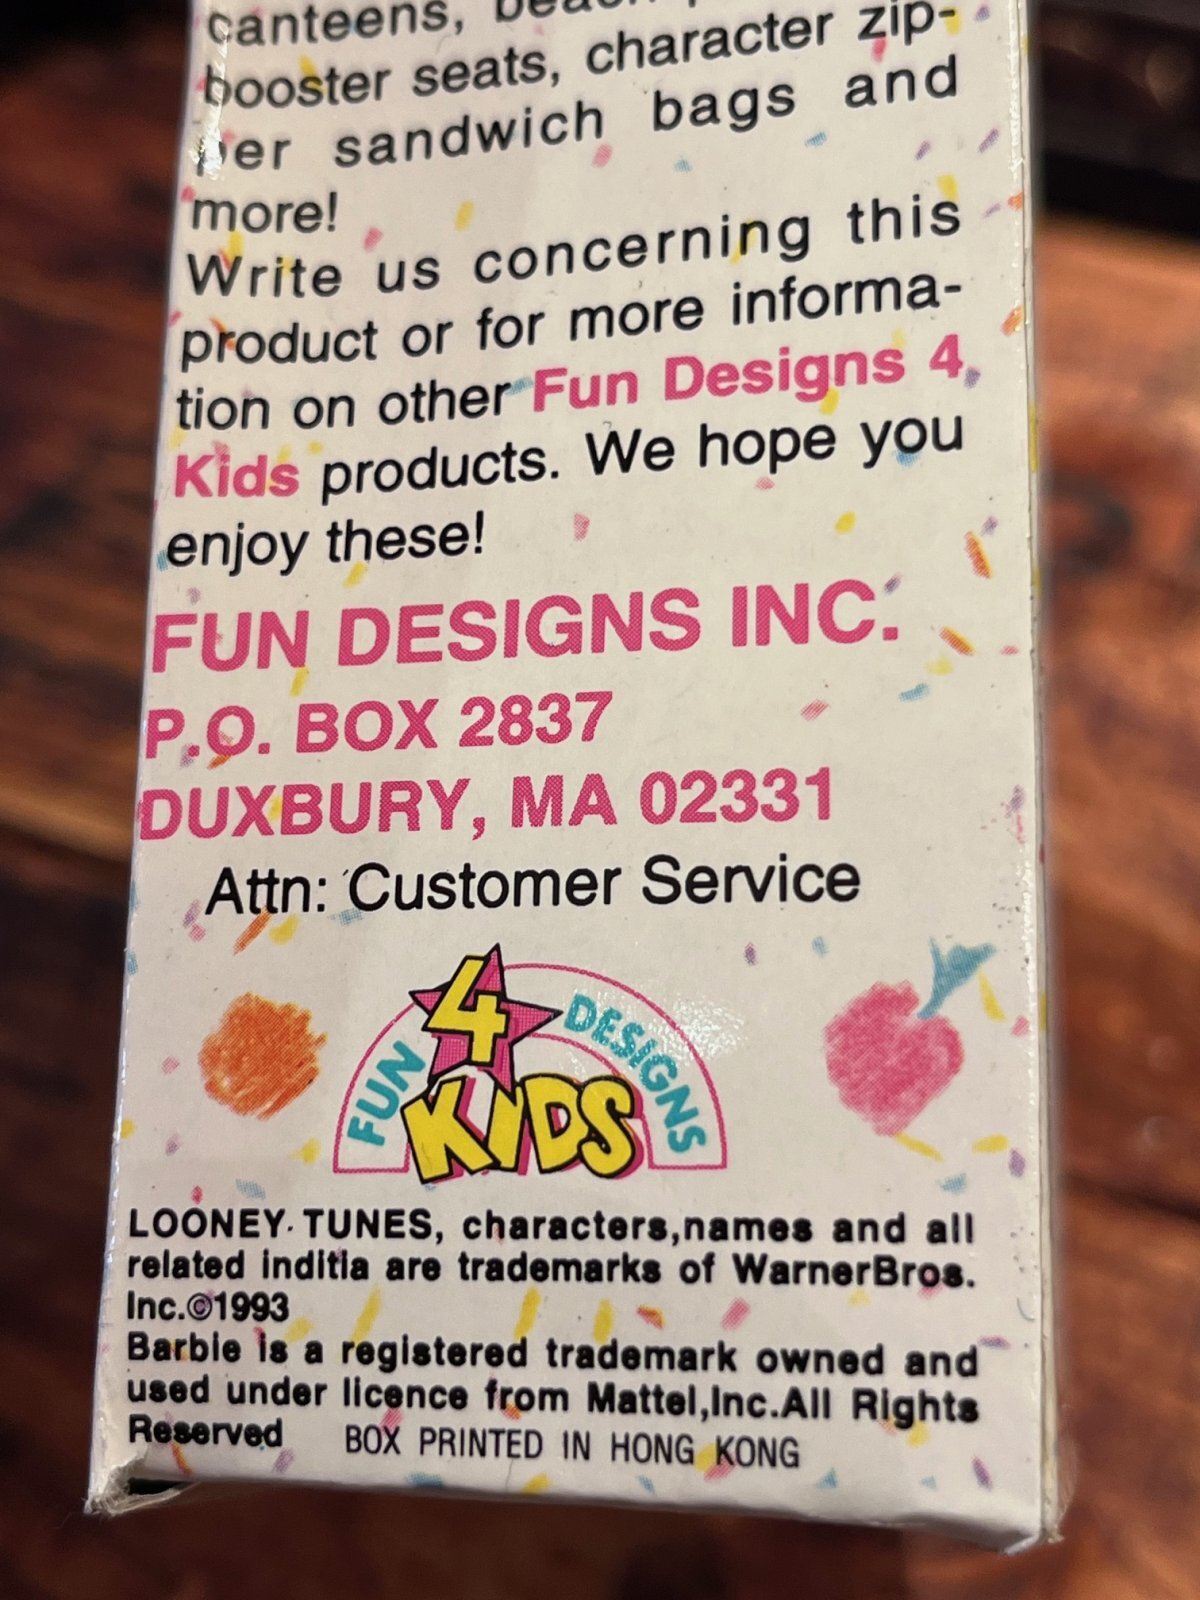 canteens,
booster seats, character zip-
per sandwich bags and
more!
Write us concerning this
product or for more informa-
tion on other Fun Designs 4
Kids products. We hope you
enjoy these!
FUN DESIGNS INC.
P.O. BOX 2837
DUXBURY, MA 02331
Attn: Customer Service
FUN 4 DESIGNS
KIDS
LOONEY TUNES, characters,names and all
related inditia are trademarks of WarnerBros.
Inc.©1993
Barbie is a registered trademark owned and
used under licence from Mattel,Inc.All Rights
Reserved BOX PRINTED IN HONG KONG